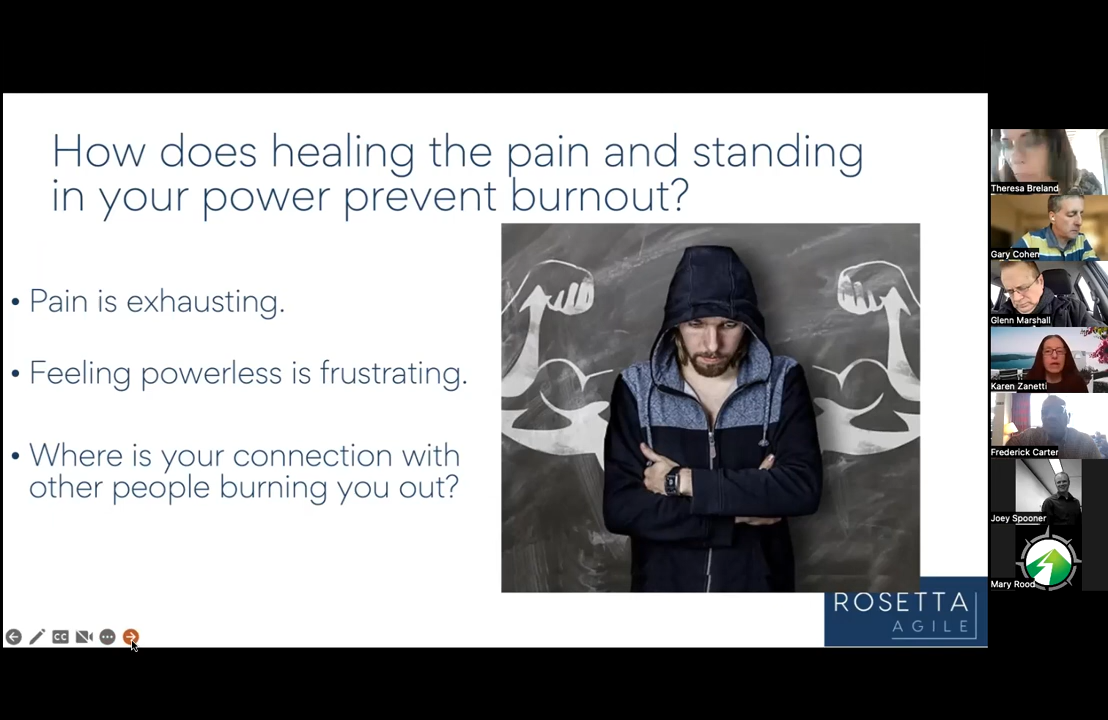 How does healing the pain and standing
in your power prevent burnout?
• Pain is exhausting.
• Feeling powerless is frustrating.
• Where is your connection with
other people burning you out?
ROSETTA
AGILE
CC
Theresa Breland
Gary Cohen
Glenn Marshall
Karen Zanetti
Frederick Carter
Joey Spooner
Mary Rood